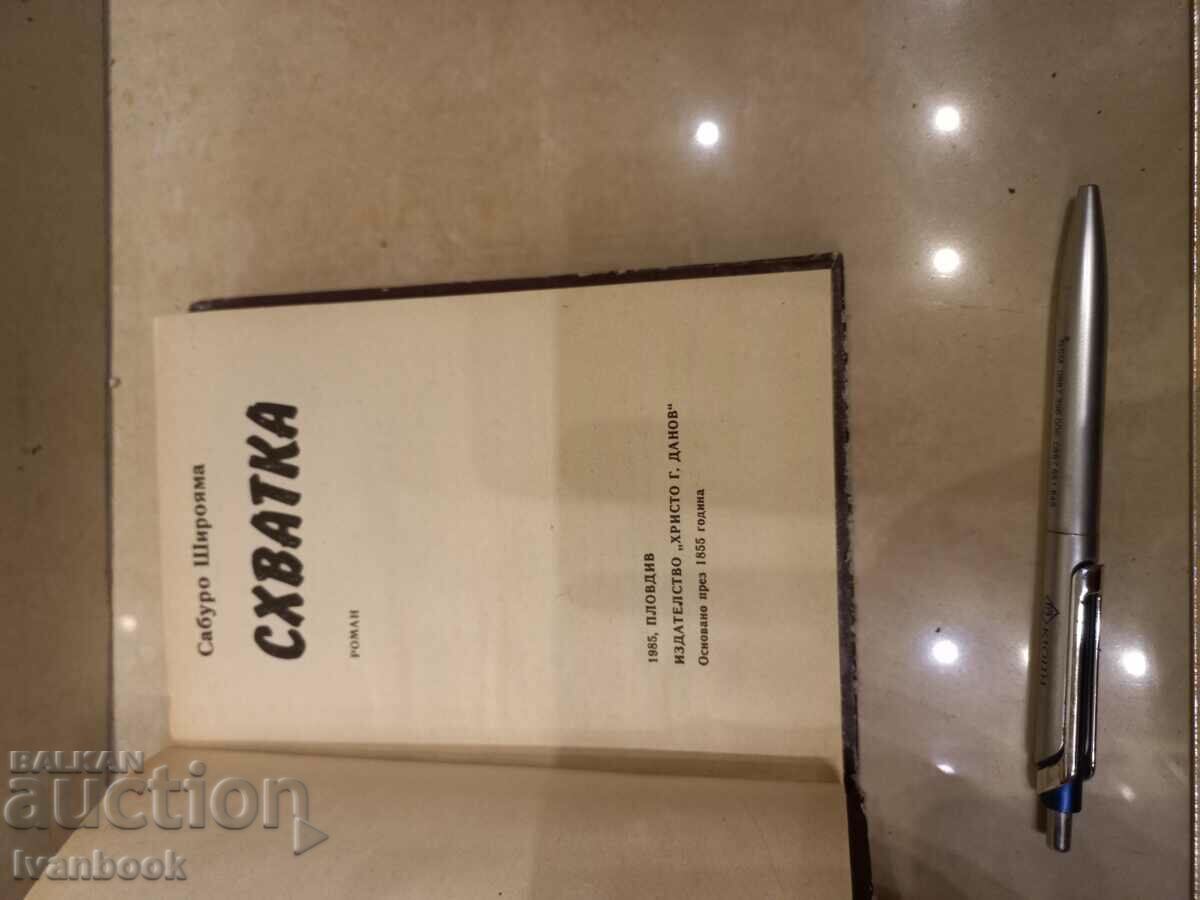 Сабуро Широяма
СХВАТКА
РОМАН
1985, ПЛОВДИВ
ИЗДАТЕЛСТВО „ХРИСТО Г. ДАНОВ“
Основано през 1855 година
BALKAN
auction
Ivanbook